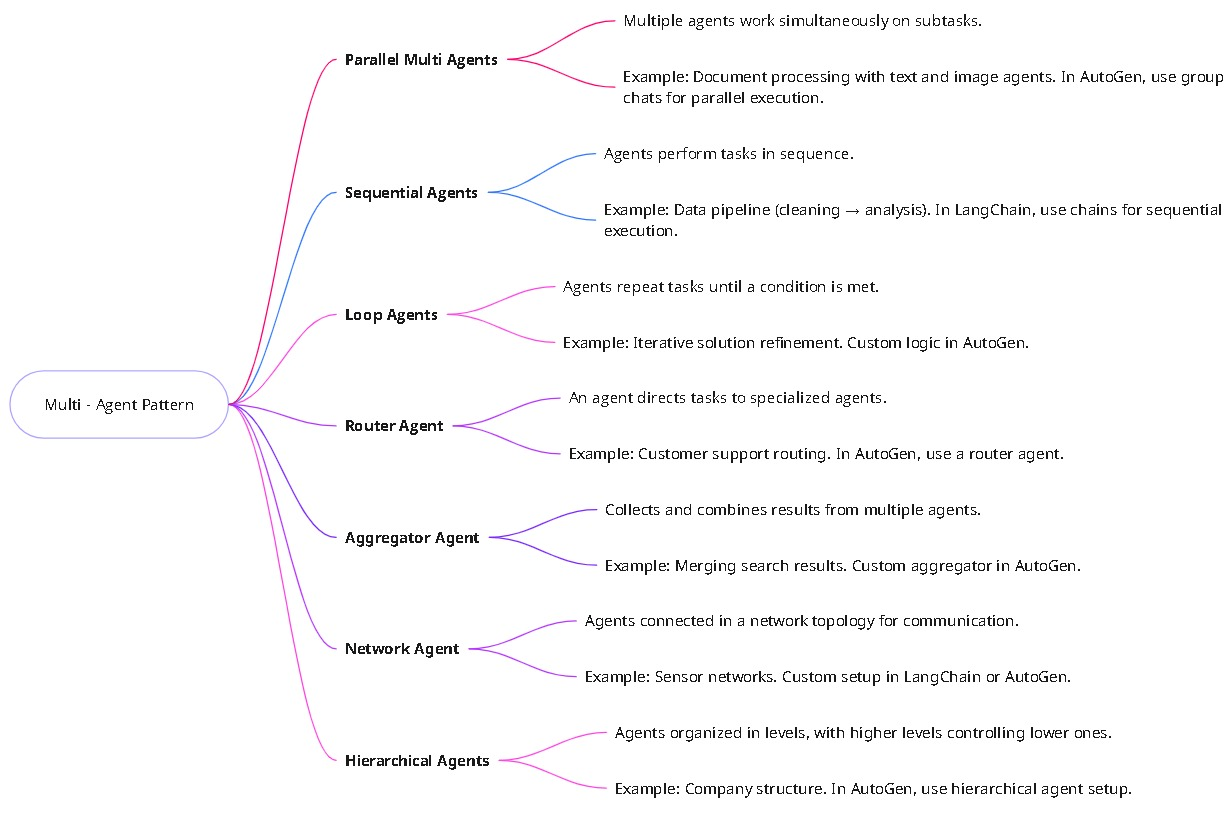 Multi - Agent Pattern
Parallel Multi Agents
Multiple agents work simultaneously on subtasks.
Example: Document processing with text and image agents. In AutoGen, use group
chats for parallel execution.
Sequential Agents
Agents perform tasks in sequence.
Example: Data pipeline (cleaning → analysis). In LangChain, use chains for sequential
execution.
Loop Agents
Agents repeat tasks until a condition is met.
Example: Iterative solution refinement. Custom logic in AutoGen.
Router Agent
An agent directs tasks to specialized agents.
Example: Customer support routing. In AutoGen, use a router agent.
Aggregator Agent
Collects and combines results from multiple agents.
Example: Merging search results. Custom aggregator in AutoGen.
Network Agent
Agents connected in a network topology for communication.
Example: Sensor networks. Custom setup in LangChain or AutoGen.
Hierarchical Agents
Agents organized in levels, with higher levels controlling lower ones.
Example: Company structure. In AutoGen, use hierarchical agent setup.